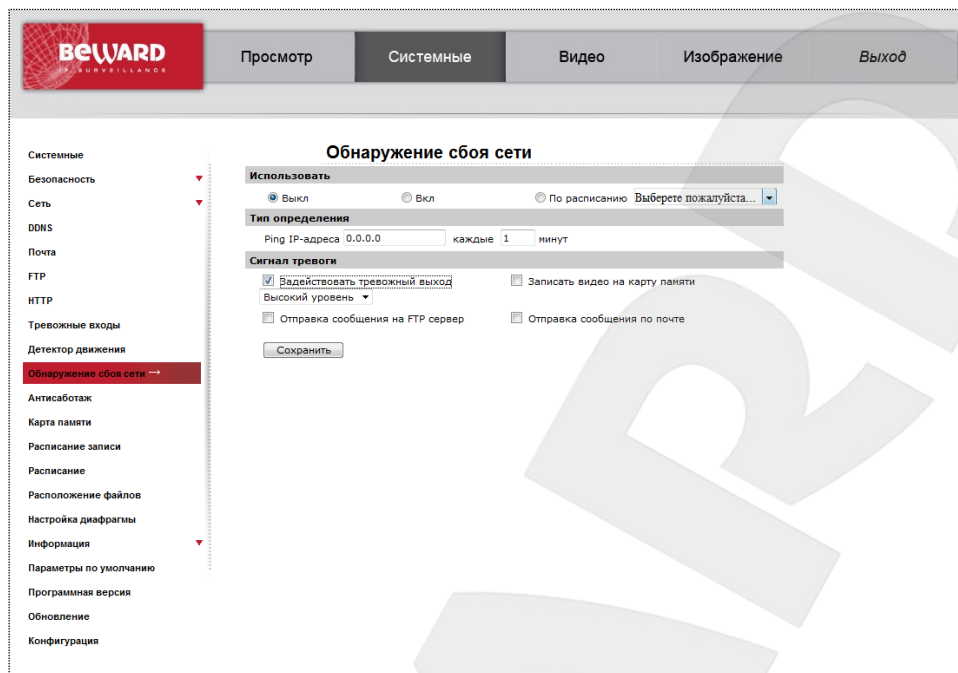 BEWARD
IP SURVEILLANCE
Просмотр Системные Видео Изображение Выход
Системные
Безопасность
Сеть
DDNS
Почта
FTP
HTTP
Тревожные входы
Детектор движения
Обнаружение сбоя сети →
Антисаботаж
Карта памяти
Расписание записи
Расписание
Расположение файлов
Настройка диафрагмы
Информация
Параметры по умолчанию
Программная версия
Обновление
Конфигурация
Обнаружение сбоя сети
Использовать
Выкл Вкл По расписанию Выберете пожалуйста...
Тип определения
Ping IP-адреса 0.0.0.0 каждые 1 минут
Сигнал тревоги
Задействовать тревожный выход Записать видео на карту памяти
Высокий уровень
Отправка сообщения на FTP сервер Отправка сообщения по почте
Сохранить